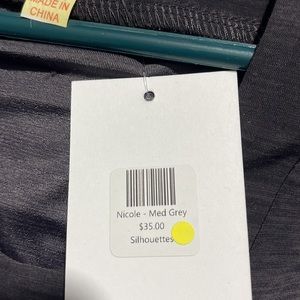 MADE IN
CHINA
Nicole - Med Grey
$35.00
Silhouettes